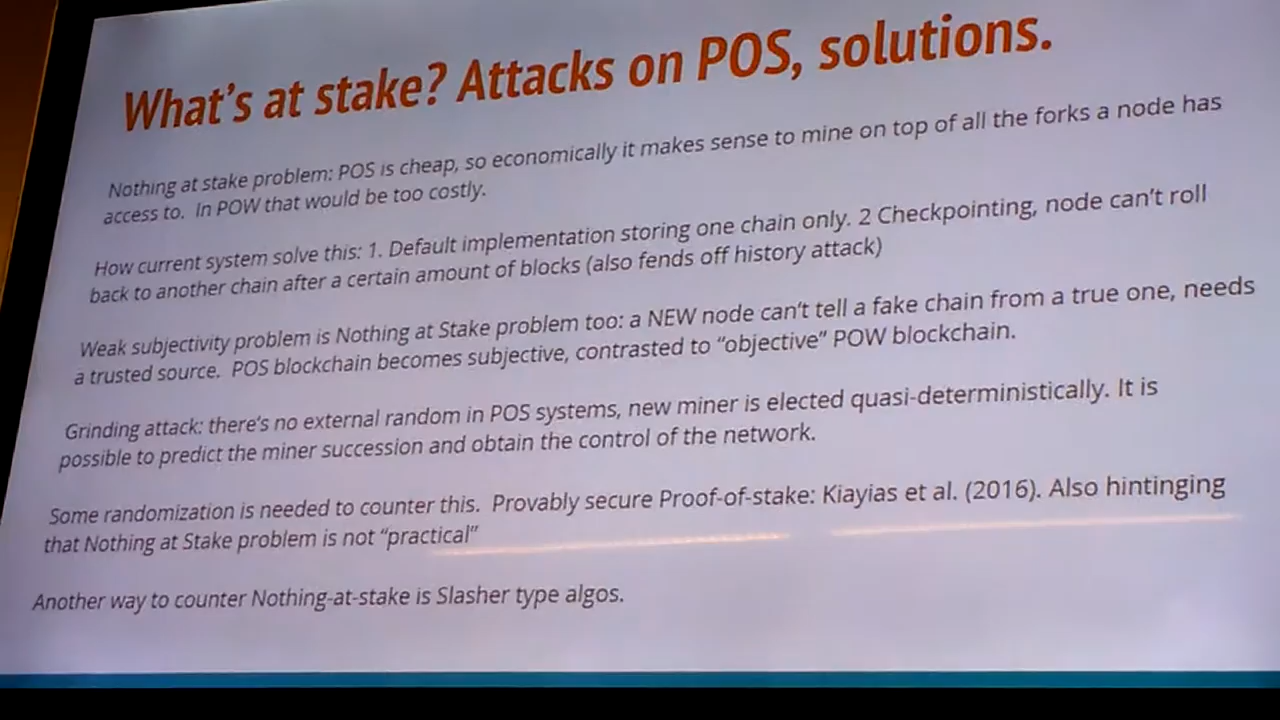 What's at stake? Attacks on POS, solutions.
Nothing at stake problem: POS is cheap, so economically it makes sense to mine on top of all the forks a node has
access to. In POW that would be too costly.
How current system solve this: 1. Default implementation storing one chain only. 2 Checkpointing, node can't roll
back to another chain after a certain amount of blocks (also fends off history attack)
Weak subjectivity problem is Nothing at Stake problem too: a NEW node can't tell a fake chain from a true one, needs
a trusted source. POS blockchain becomes subjective, contrasted to "objective" POW blockchain.
Grinding attack: there's no external random in POS systems, new miner is elected quasi-deterministically. It is
possible to predict the miner succession and obtain the control of the network.
Some randomization is needed to counter this. Provably secure Proof-of-stake: Kiayias et al. (2016). Also hintinging
that Nothing at Stake problem is not "practical"
Another way to counter Nothing-at-stake is Slasher type algos.